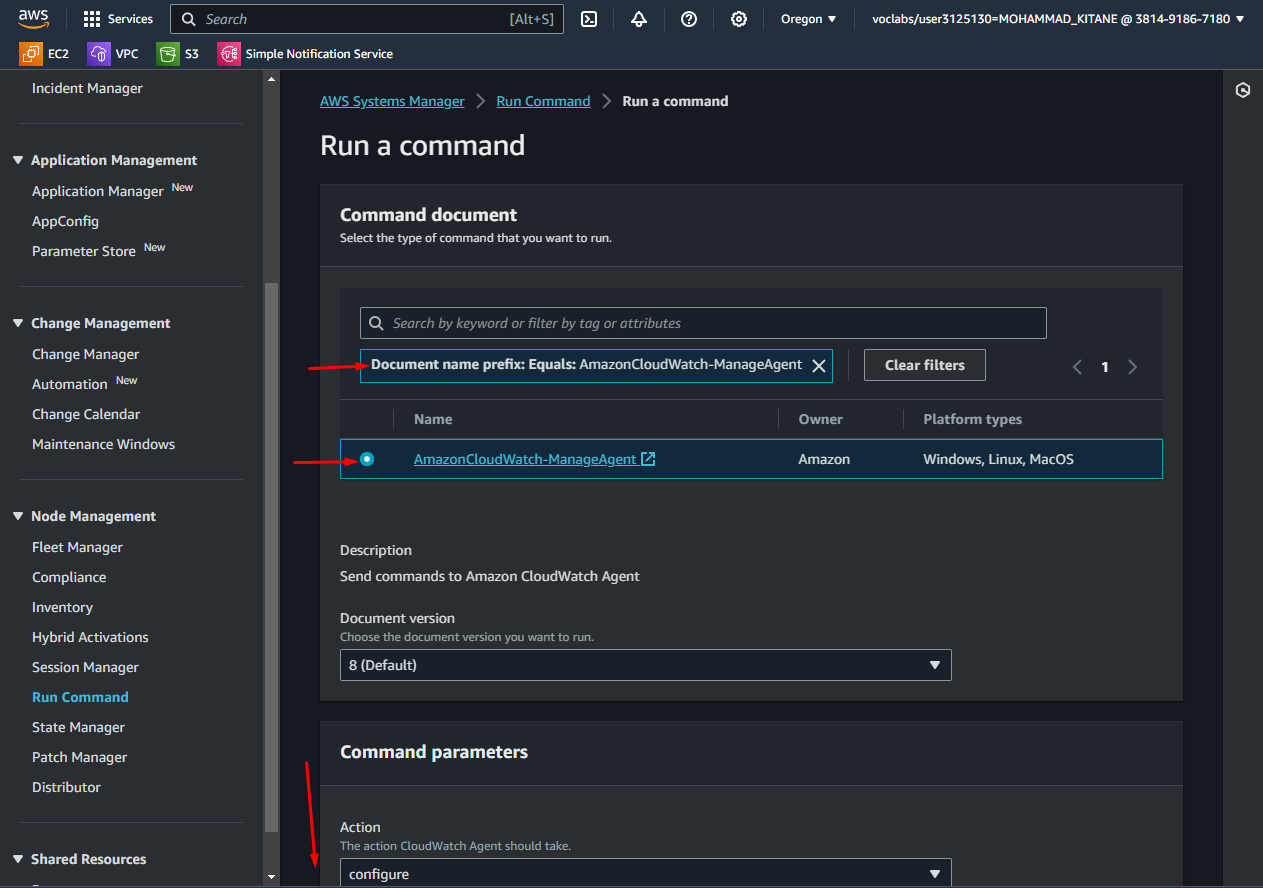 aws
Services
Search
[Alt+S]
Oregon
voclabs/user3125130=MOHAMMAD_KITANE @ 3814-9186-7180
EC2
VPC
S3
Simple Notification Service
Incident Manager
Application Management
Application Manager New
AppConfig
Parameter Store New
Change Management
Change Manager
Automation New
Change Calendar
Maintenance Windows
Node Management
Fleet Manager
Compliance
Inventory
Hybrid Activations
Session Manager
Run Command
State Manager
Patch Manager
Distributor
Shared Resources
AWS Systems Manager > Run Command > Run a command
Run a command
Command document
Select the type of command that you want to run.
Search by keyword or filter by tag or attributes
Document name prefix: Equals: AmazonCloudWatch-ManageAgent
Clear filters
1
Name
Owner
Platform types
AmazonCloudWatch-ManageAgent
Amazon
Windows, Linux, MacOS
Description
Send commands to Amazon CloudWatch Agent
Document version
Choose the document version you want to run.
8 (Default)
Command parameters
Action
The action CloudWatch Agent should take.
configure